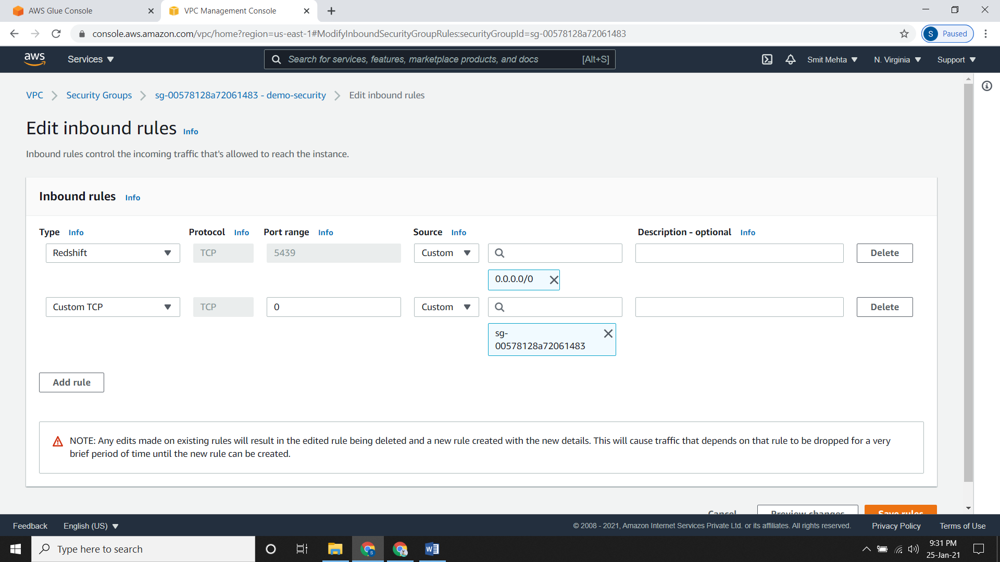 AWS Glue Console
VPC Management Console
console.aws.amazon.com/vpc/home?region=us-east-1#ModifyInboundSecurityGroupRules:securityGroupId=sg-00578128a72061483
S Paused
aws Services Search for services, features, marketplace products, and docs [Alt+S] Smit Mehta N. Virginia Support
VPC Security Groups sg-00578128a72061483 - demo-security Edit inbound rules
Edit inbound rules Info
Inbound rules control the incoming traffic that's allowed to reach the instance.
Inbound rules Info
Type Info Protocol Info Port range Info Source Info Description - optional Info
Redshift TCP 5439 Custom Delete
0.0.0.0/0
Custom TCP TCP 0 Custom Delete
sg-
00578128a72061483
Add rule
NOTE: Any edits made on existing rules will result in the edited rule being deleted and a new rule created with the new details. This will cause traffic that depends on that rule to be dropped for a very
brief period of time until the new rule can be created.
Cancel Preview changes Save rules
Feedback English (US) © 2008 - 2021, Amazon Internet Services Private Ltd. or its affiliates. All rights reserved. Privacy Policy Terms of Use
Type here to search
9:31 PM
25-Jan-21